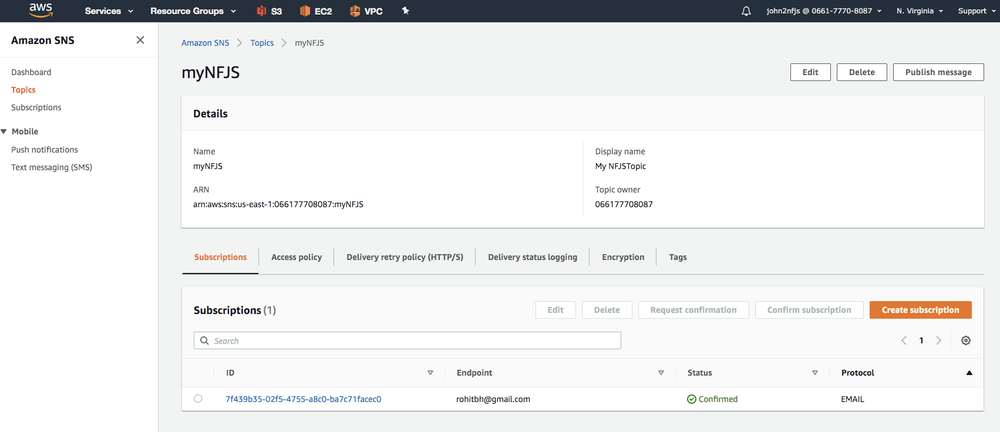 aws Services Resource Groups S3 EC2 VPC john2nfjs @ 0661-7770-8087 N. Virginia Support
Amazon SNS
Dashboard
Topics
Subscriptions
Mobile
Push notifications
Text messaging (SMS)
Amazon SNS Topics myNFJS
myNFJS
Edit Delete Publish message
Details
Name
myNFJS
ARN
arn:aws:sns:us-east-1:066177708087:myNFJS
Display name
My NFJSTopic
Topic owner
066177708087
Subscriptions Access policy Delivery retry policy (HTTP/S) Delivery status logging Encryption Tags
Subscriptions (1)
Edit Delete Request confirmation Confirm subscription Create subscription
Search
1
ID Endpoint Status Protocol
7f439b35-02f5-4755-a8c0-ba7c71facec0 rohitbh@gmail.com Confirmed EMAIL